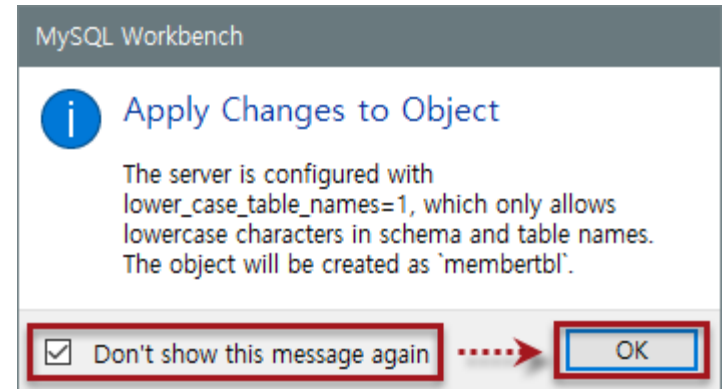 MySQL Workbench
i
Apply Changes to Object
The server is configured with
lower_case_table_names=1, which only allows
lowercase characters in schema and table names.
The object will be created as `membertbl`.
Don't show this message again
OK